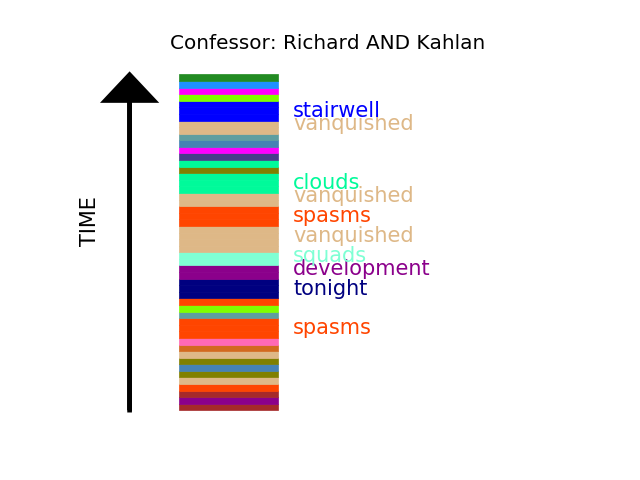 Confessor: Richard AND Kahlan
stairwell
vanquished
clouds
vanquished
spasms
vanquished
squads
development
tonight
spasms
TIME